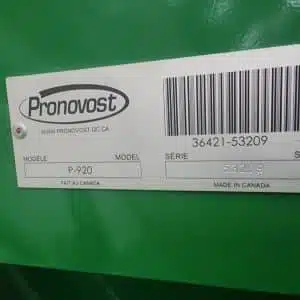 Pronovost
WWW.PRONOVOST.QC.CA
36421-53209
MODÈLE MODEL SÉRIE S
P-920
FAIT AU CANADA MADE IN CANADA